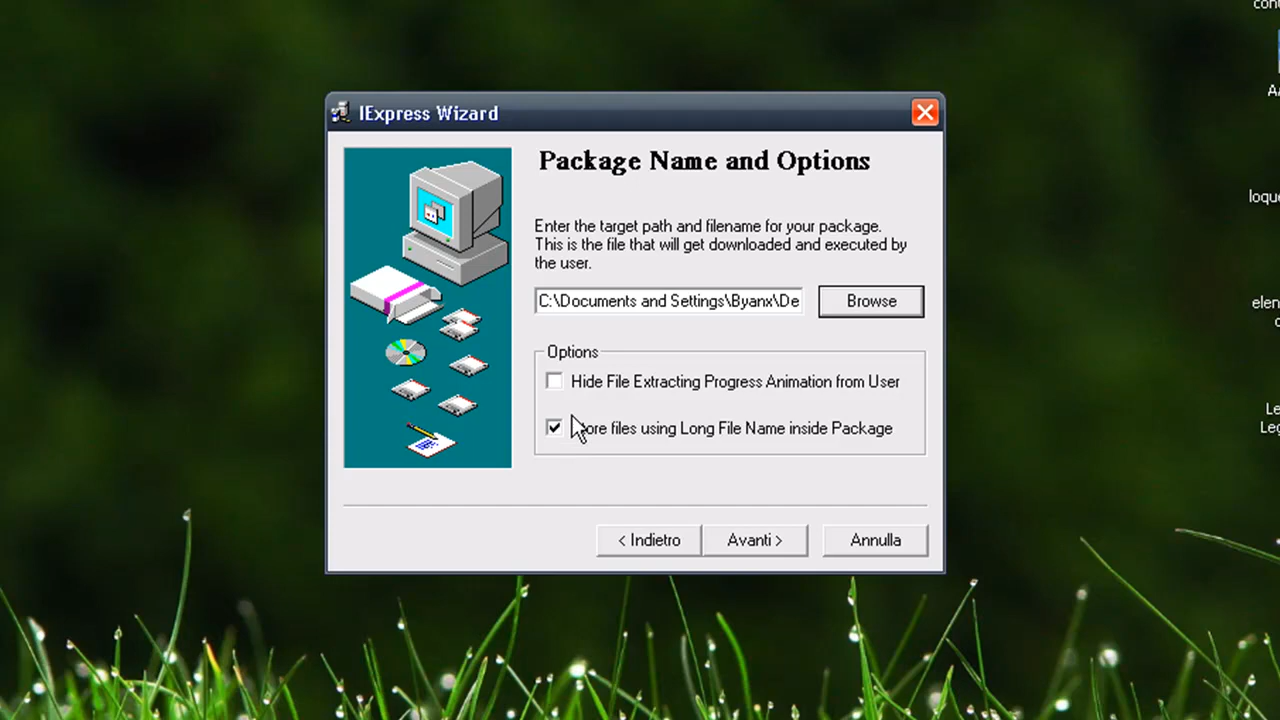 IExpress Wizard
Package Name and Options
Enter the target path and filename for your package.
This is the file that will get downloaded and executed by
the user.
C:\Documents and Settings\Byanx\De
Browse
Options
Hide File Extracting Progress Animation from User
files using Long File Name inside Package
< Indietro
Avanti >
Annulla